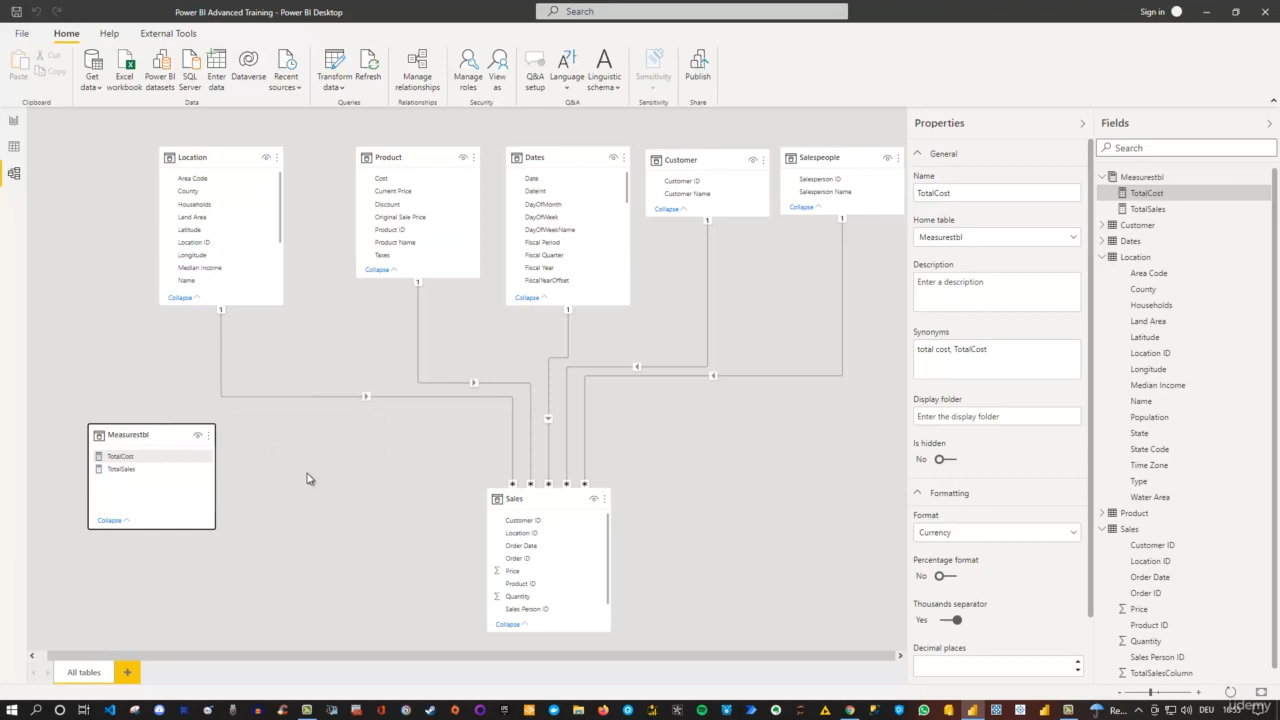 Power BI Advanced Training - Power BI Desktop
Search
Sign in
File
Home
Help
External Tools
Paste
Cut
Copy
Get data
Excel workbook
Power BI datasets
SQL Server
Enter data
Dataverse
Recent sources
Transform data
Refresh
Manage relationships
Manage roles
View as
Q&A setup
Language
Linguistic schema
Sensitivity
Publish
Clipboard
Data
Queries
Relationships
Security
Q&A
Sensitivity
Share
Location
Area Code
County
Households
Land Area
Latitude
Location ID
Longitude
Median Income
Name
Collapse
1
Product
Cost
Current Price
Discount
Original Sale Price
Product ID
Product Name
Taxes
Collapse
1
Dates
Date
DateInt
DayOfMonth
DayOfWeek
DayOfWeekName
Fiscal Period
Fiscal Quarter
Fiscal Year
FiscalYearOffset
Collapse
1
Customer
Customer ID
Customer Name
Collapse
1
Salespeople
Salesperson ID
Salesperson Name
Collapse
1
Measurestbl
TotalCost
TotalSales
Collapse
* * * * *
Sales
Customer ID
Location ID
Order Date
Order ID
Price
Product ID
Quantity
Sales Person ID
Collapse
All tables
Properties
General
Name
TotalCost
Home table
Measurestbl
Description
Enter a description
Synonyms
total cost, TotalCost
Display folder
Enter the display folder
Is hidden
No
Formatting
Format
Currency
Percentage format
No
Thousands separator
Yes
Decimal places
Fields
Search
Measurestbl
TotalCost
TotalSales
Customer
Dates
Location
Area Code
County
Households
Land Area
Latitude
Location ID
Longitude
Median Income
Name
Population
State
State Code
Time Zone
Type
Water Area
Product
Sales
Customer ID
Location ID
Order Date
Order ID
Price
Product ID
Quantity
Sales Person ID
TotalSalesColumn
Re...
DEU
Udemy